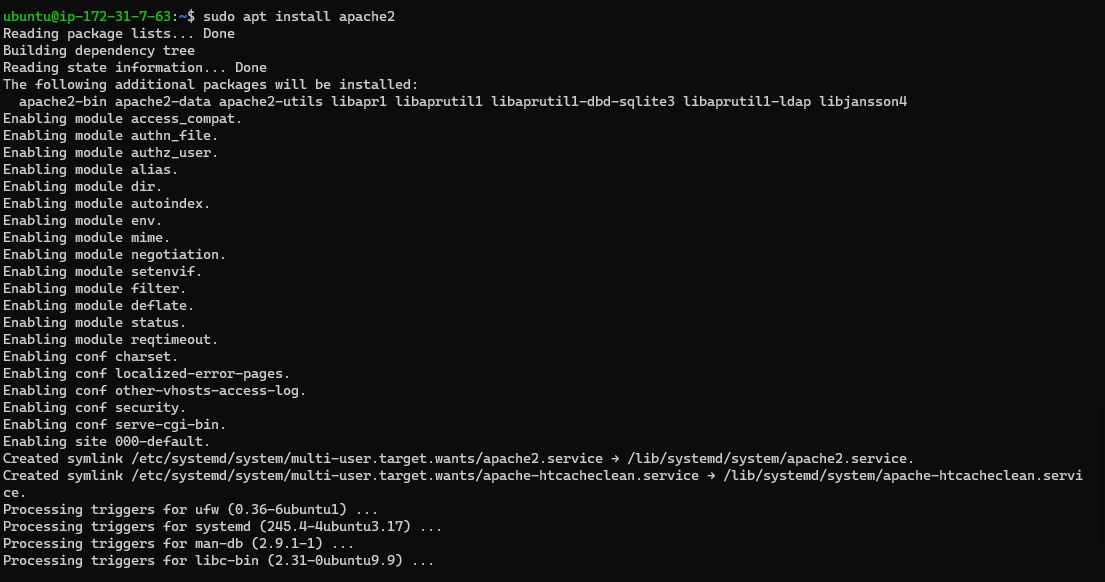 ubuntu@ip-172-31-7-63:~$ sudo apt install apache2
Reading package lists... Done
Building dependency tree
Reading state information... Done
The following additional packages will be installed:
  apache2-bin apache2-data apache2-utils libapr1 libaprutil1 libaprutil1-dbd-sqlite3 libaprutil1-ldap libjansson4
Enabling module access_compat.
Enabling module authn_file.
Enabling module authz_user.
Enabling module alias.
Enabling module dir.
Enabling module autoindex.
Enabling module env.
Enabling module mime.
Enabling module negotiation.
Enabling module setenvif.
Enabling module filter.
Enabling module deflate.
Enabling module status.
Enabling module reqtimeout.
Enabling conf charset.
Enabling conf localized-error-pages.
Enabling conf other-vhosts-access-log.
Enabling conf security.
Enabling conf serve-cgi-bin.
Enabling site 000-default.
Created symlink /etc/systemd/system/multi-user.target.wants/apache2.service → /lib/systemd/system/apache2.service.
Created symlink /etc/systemd/system/multi-user.target.wants/apache-htcacheclean.service → /lib/systemd/system/apache-htcacheclean.servi
ce.
Processing triggers for ufw (0.36-6ubuntu1) ...
Processing triggers for systemd (245.4-4ubuntu3.17) ...
Processing triggers for man-db (2.9.1-1) ...
Processing triggers for libc-bin (2.31-0ubuntu9.9) ...